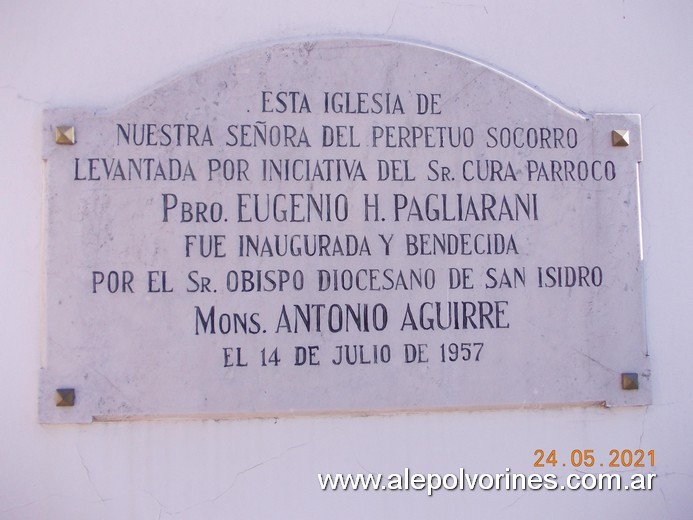 ESTA IGLESIA DE
NUESTRA SEÑORA DEL PERPETUO SOCORRO
LEVANTADA POR INICIATIVA DEL SR. CURA PARROCO
PBRO. EUGENIO H. PAGLIARANI
FUE INAUGURADA Y BENDECIDA
POR EL SR. OBISPO DIOCESANO DE SAN ISIDRO
MONS. ANTONIO AGUIRRE
EL 14 DE JULIO DE 1957
24.05.2021
www.alepolvorines.com.ar